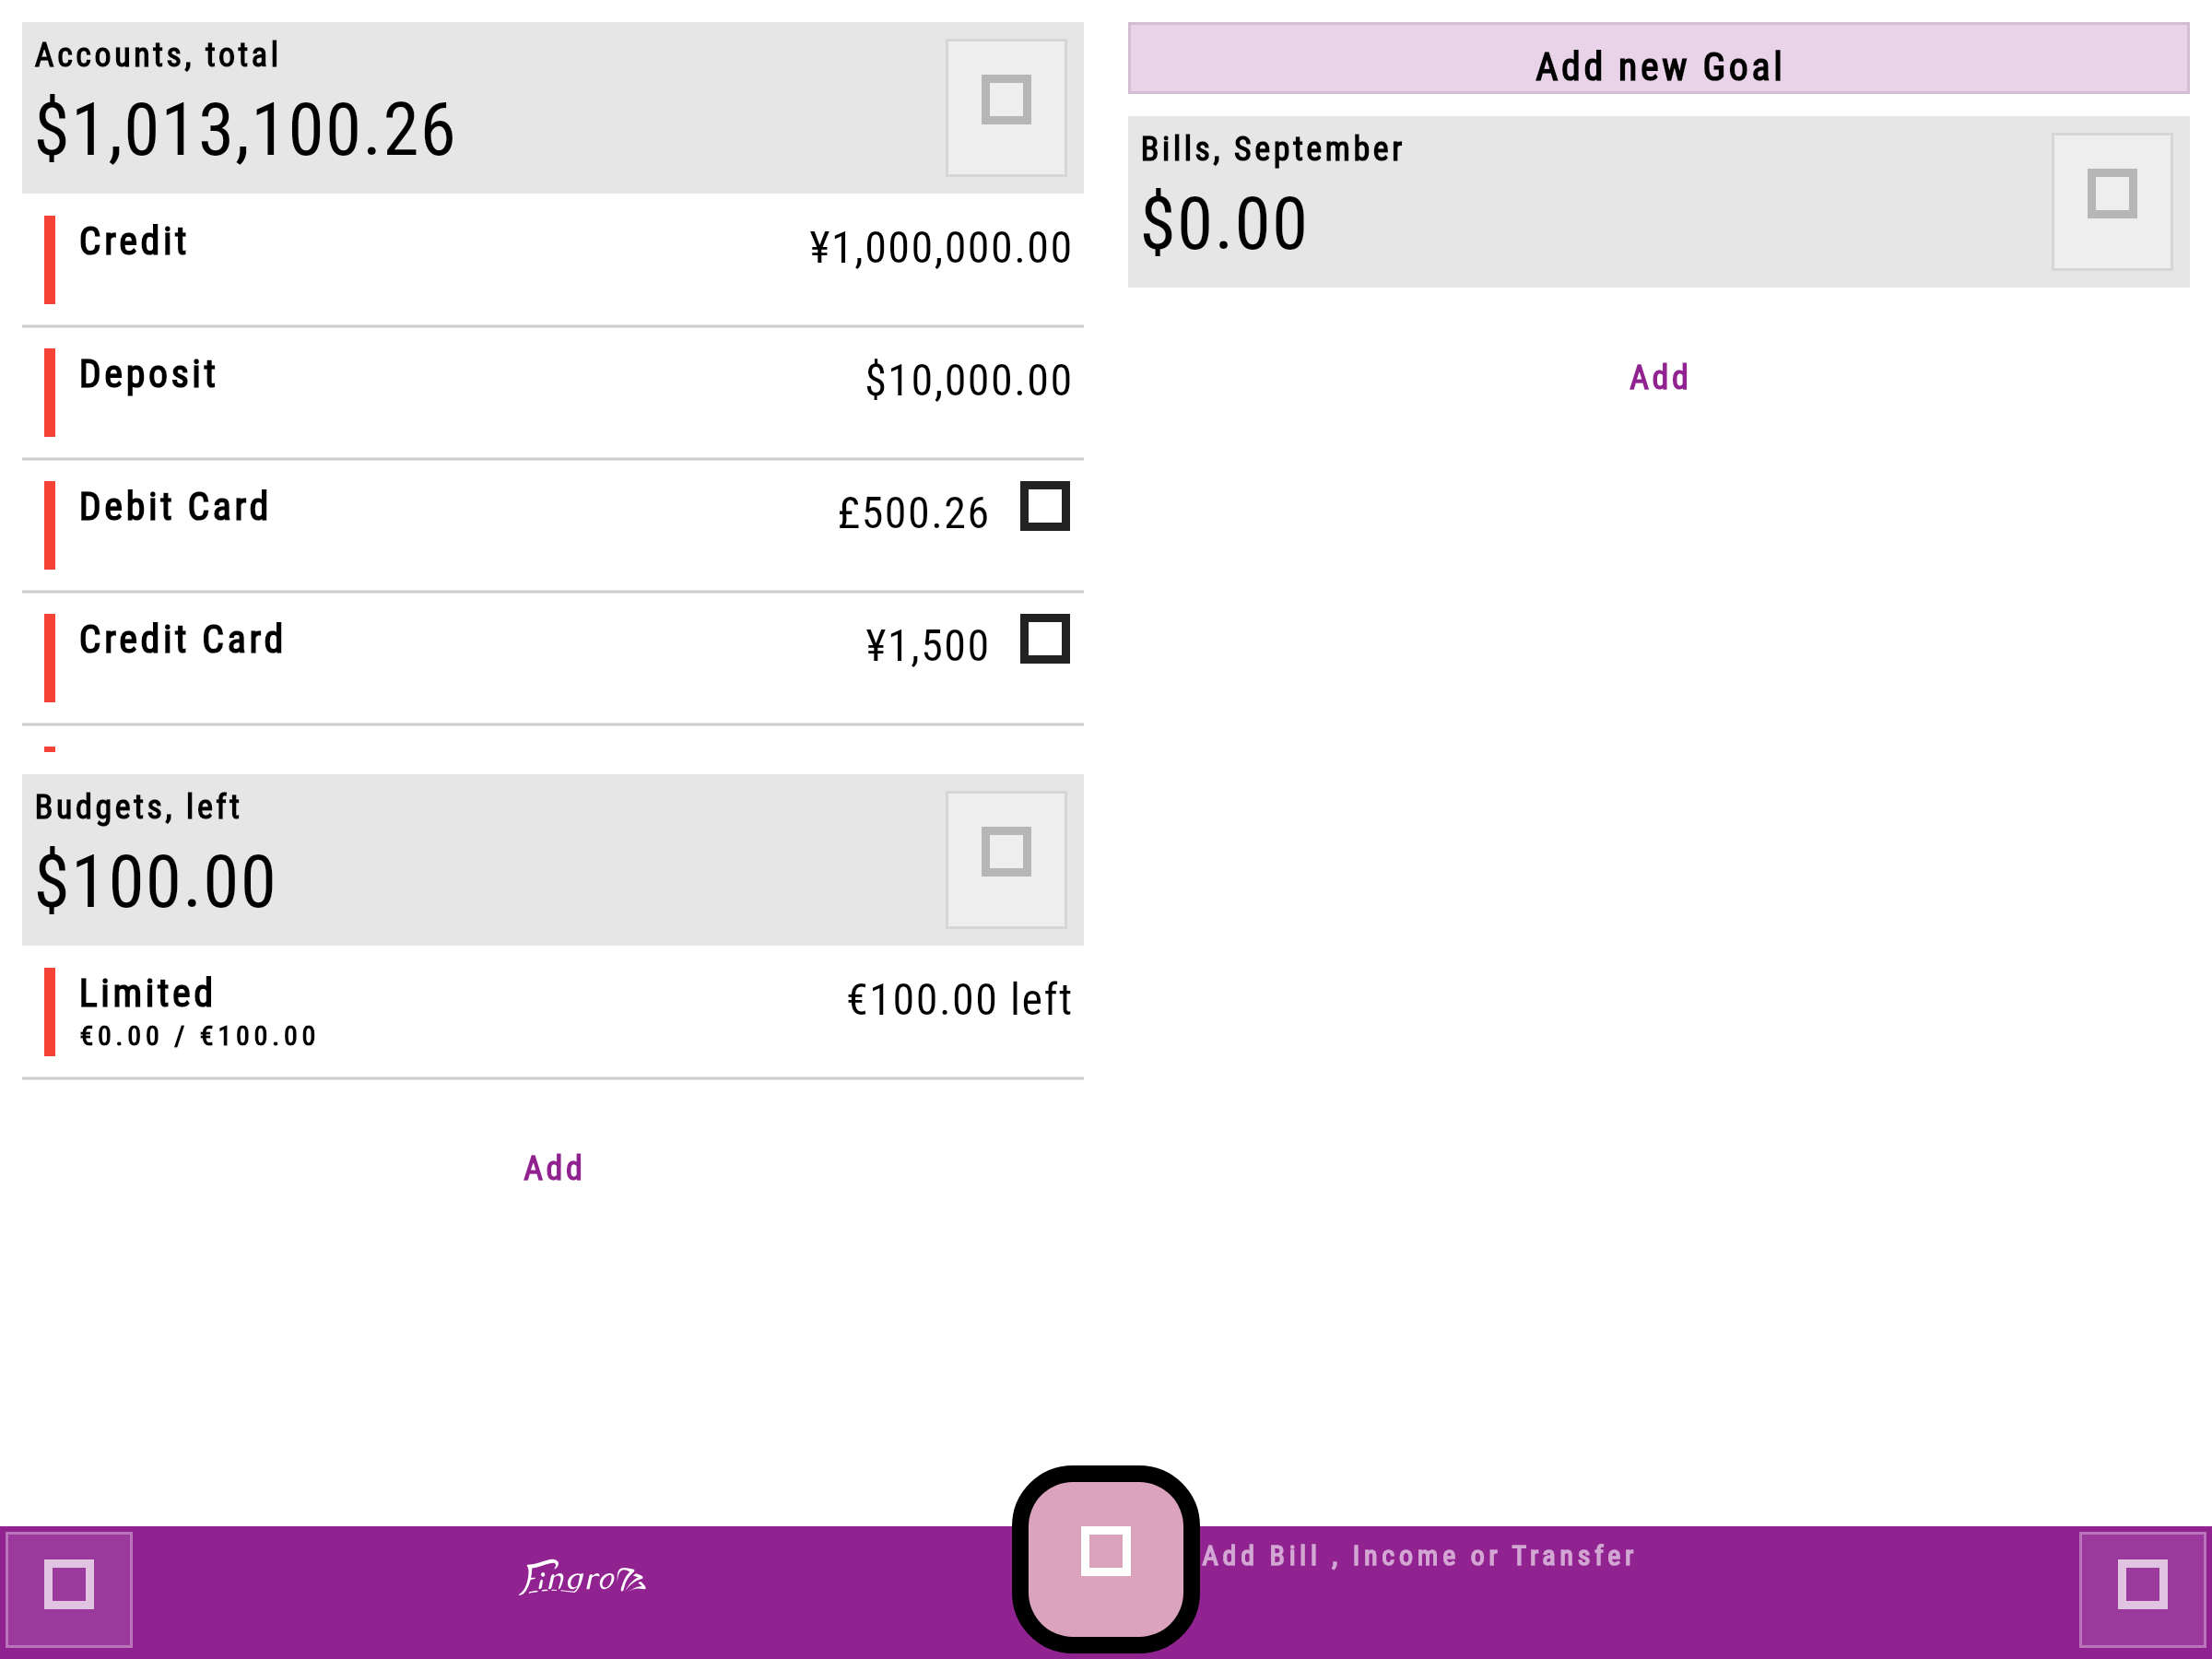 Accounts, total
$1,013,100.26
Credit ¥1,000,000.00
Deposit $10,000.00
Debit Card £500.26
Credit Card ¥1,500
Budgets, left
$100.00
Limited €100.00 left
€0.00 / €100.00
Add
Add new Goal
Bills, September
$0.00
Add
Fingro
Add Bill , Income or Transfer